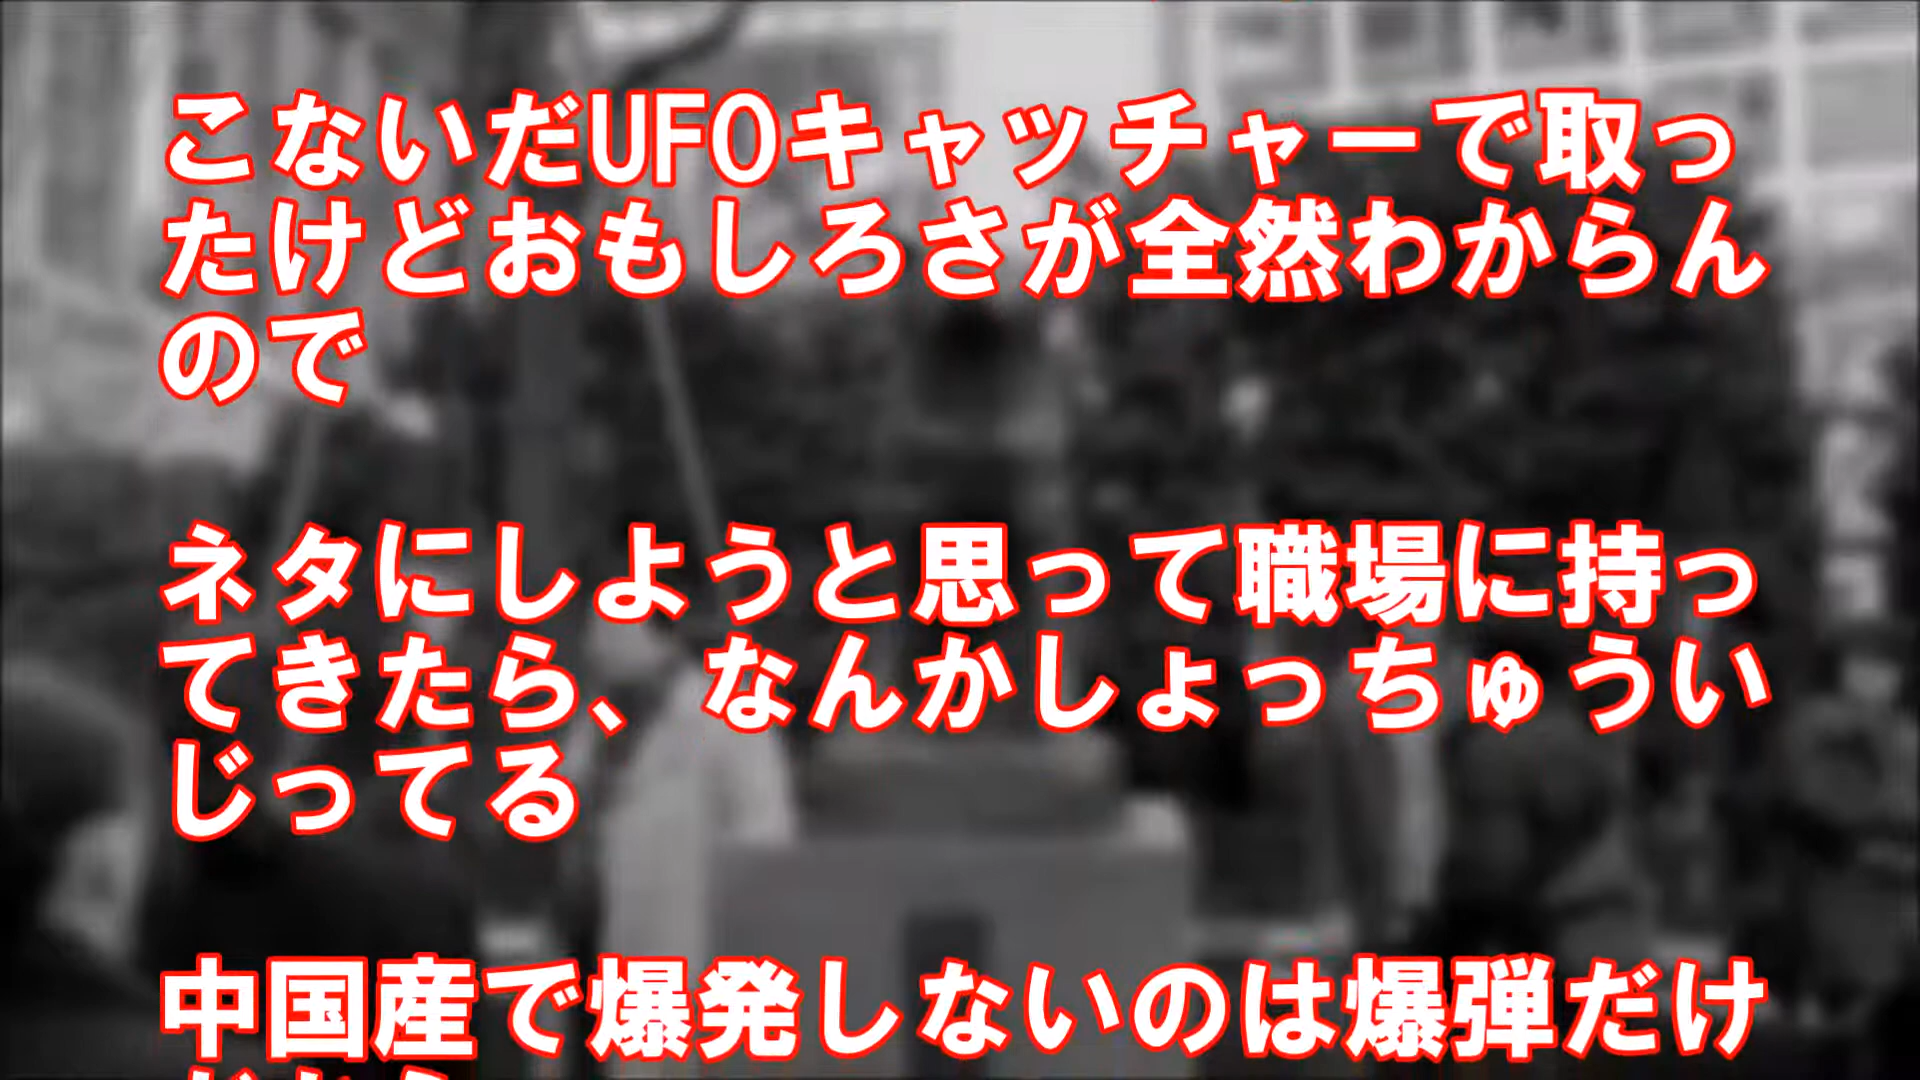 こないだUFOキャッチャーで取っ
たけどおもしろさが全然わからん
ので
ネタにしようと思って職場に持っ
てきたら、なんかしょっちゅうい
じってる
中国産で爆発しないのは爆弾だけ